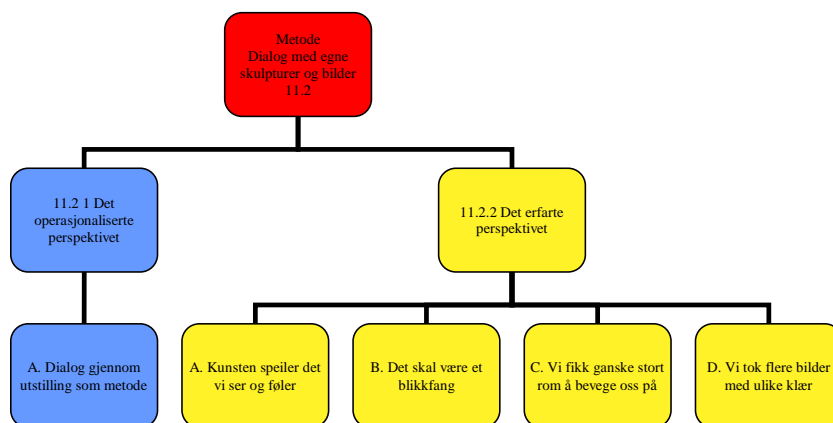 Metode
Dialog med egne
skulpturer og bilder
11.2
11.2 1 Det
operasjonaliserte
perspektivet
11.2.2 Det erfarte
perspektivet
A. Dialog gjennom
utstilling som metode
A. Kunsten speiler det
vi ser og føler
B. Det skal være et
blikkfang
C. Vi fikk ganske stort
rom å bevege oss på
D. Vi tok flere bilder
med ulike klær